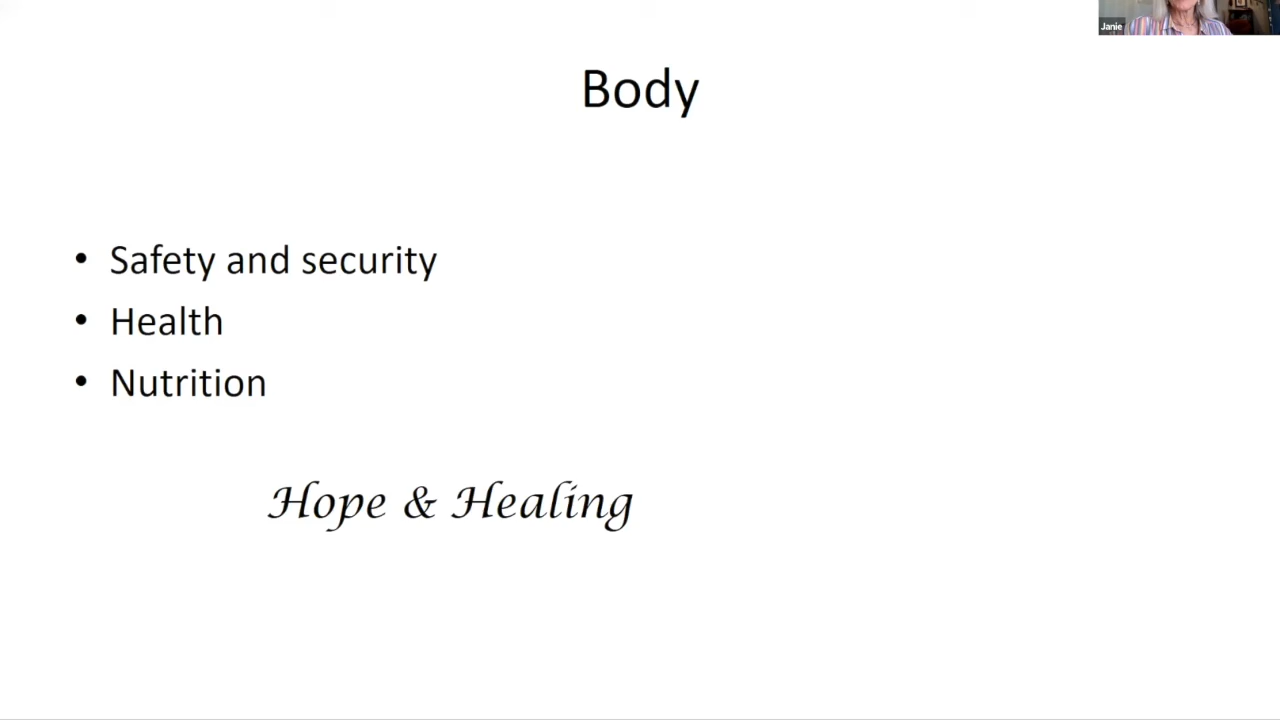 Janie
Body
• Safety and security
• Health
• Nutrition
Hope & Healing